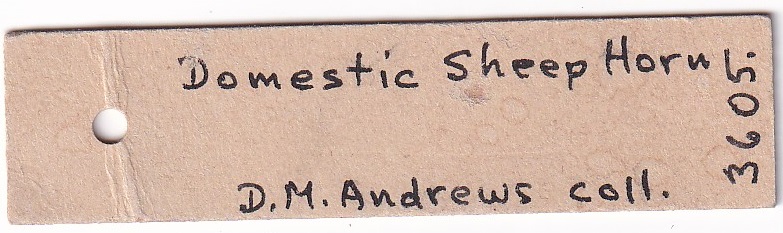 Domestic Sheep Horn
D.M. Andrews coll.
3605.